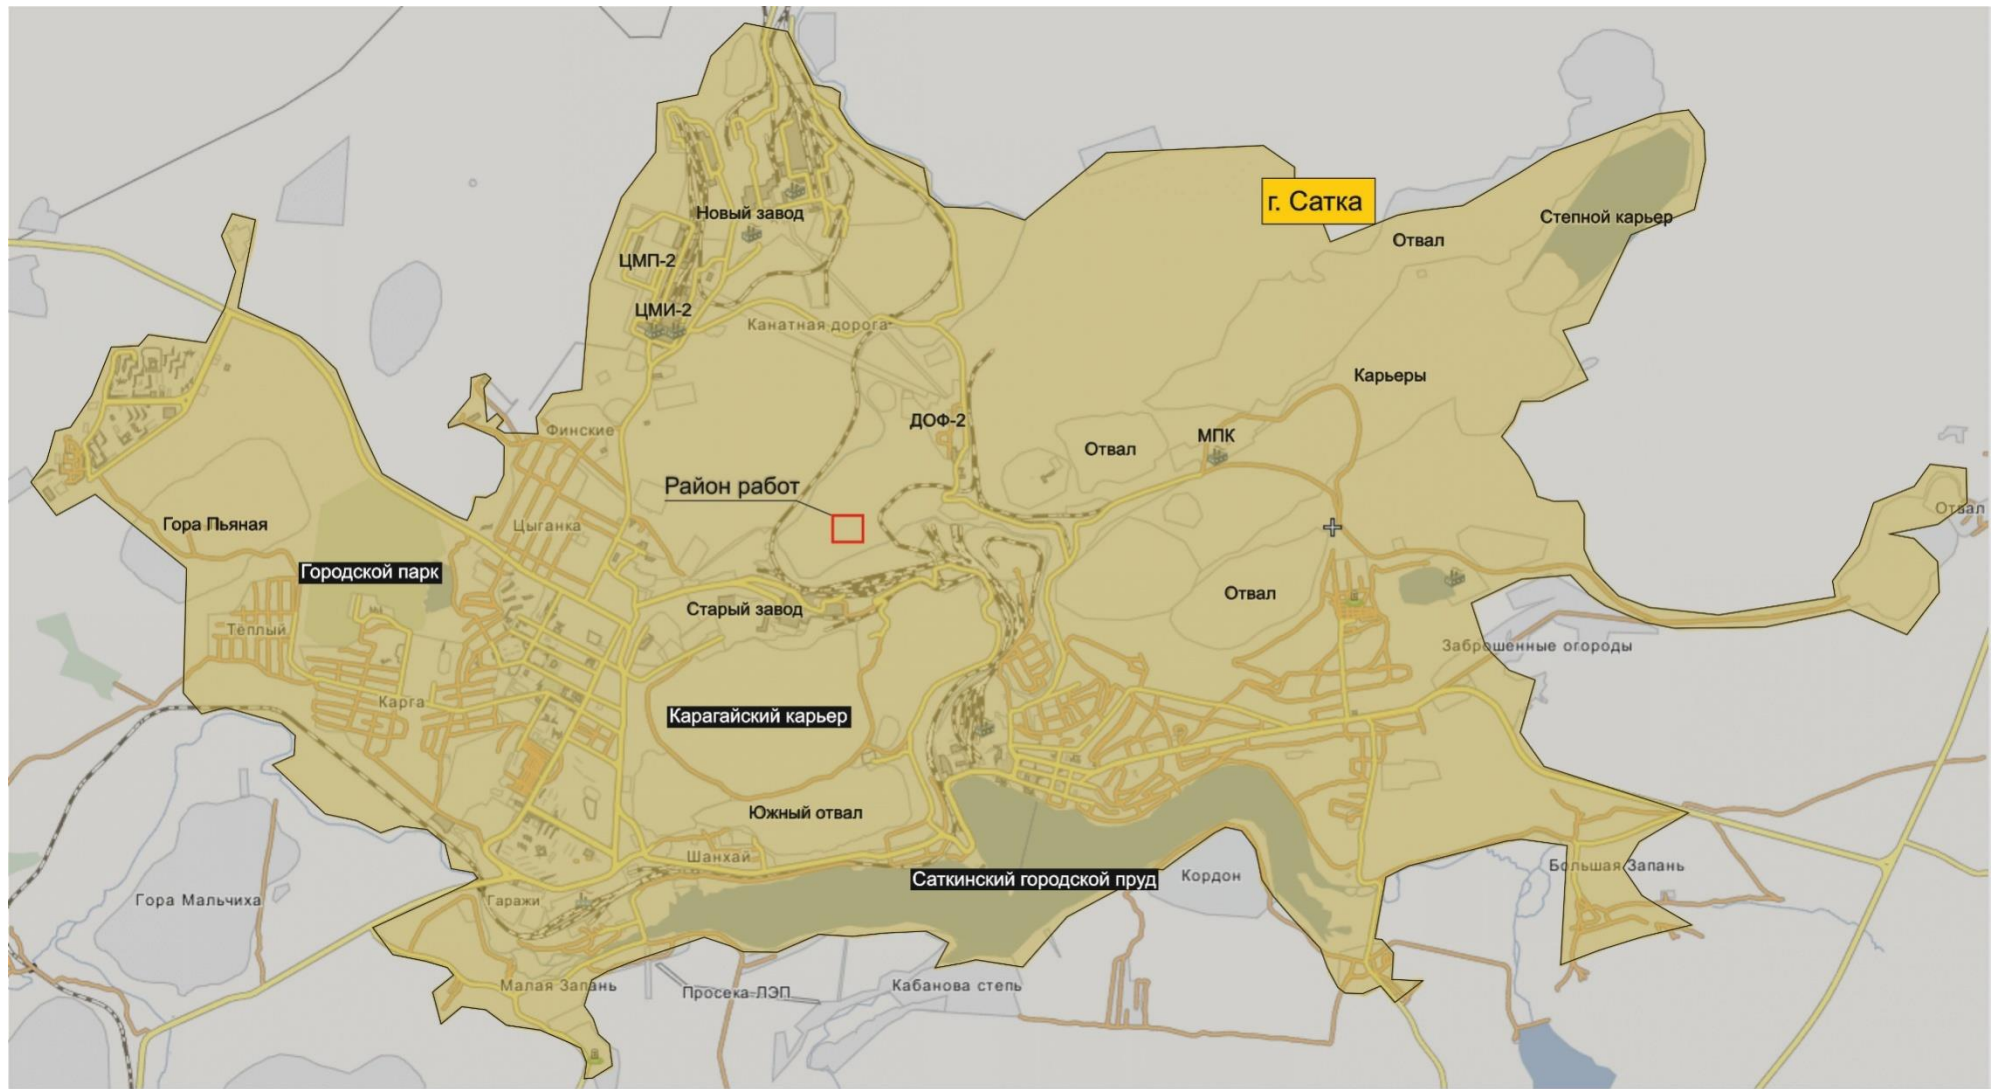 г. Сатка
Новый завод
Степной карьер
Отвал
ЦМП-2
ЦМИ-2
Канатная дорога
Карьеры
Финские
ДОФ-2
МПК
Отвал
Район работ
Отвал
Гора Пьяная
Цыганка
Городской парк
Старый завод
Отвал
Тёплый
Заброшенные огороды
Карга
Карагайский карьер
Южный отвал
Шанхай
Большая Запань
Саткинский городской пруд
Кордон
Гора Мальчиха
Гаражи
Малая Запань
Просека ЛЭП
Кабанова степь